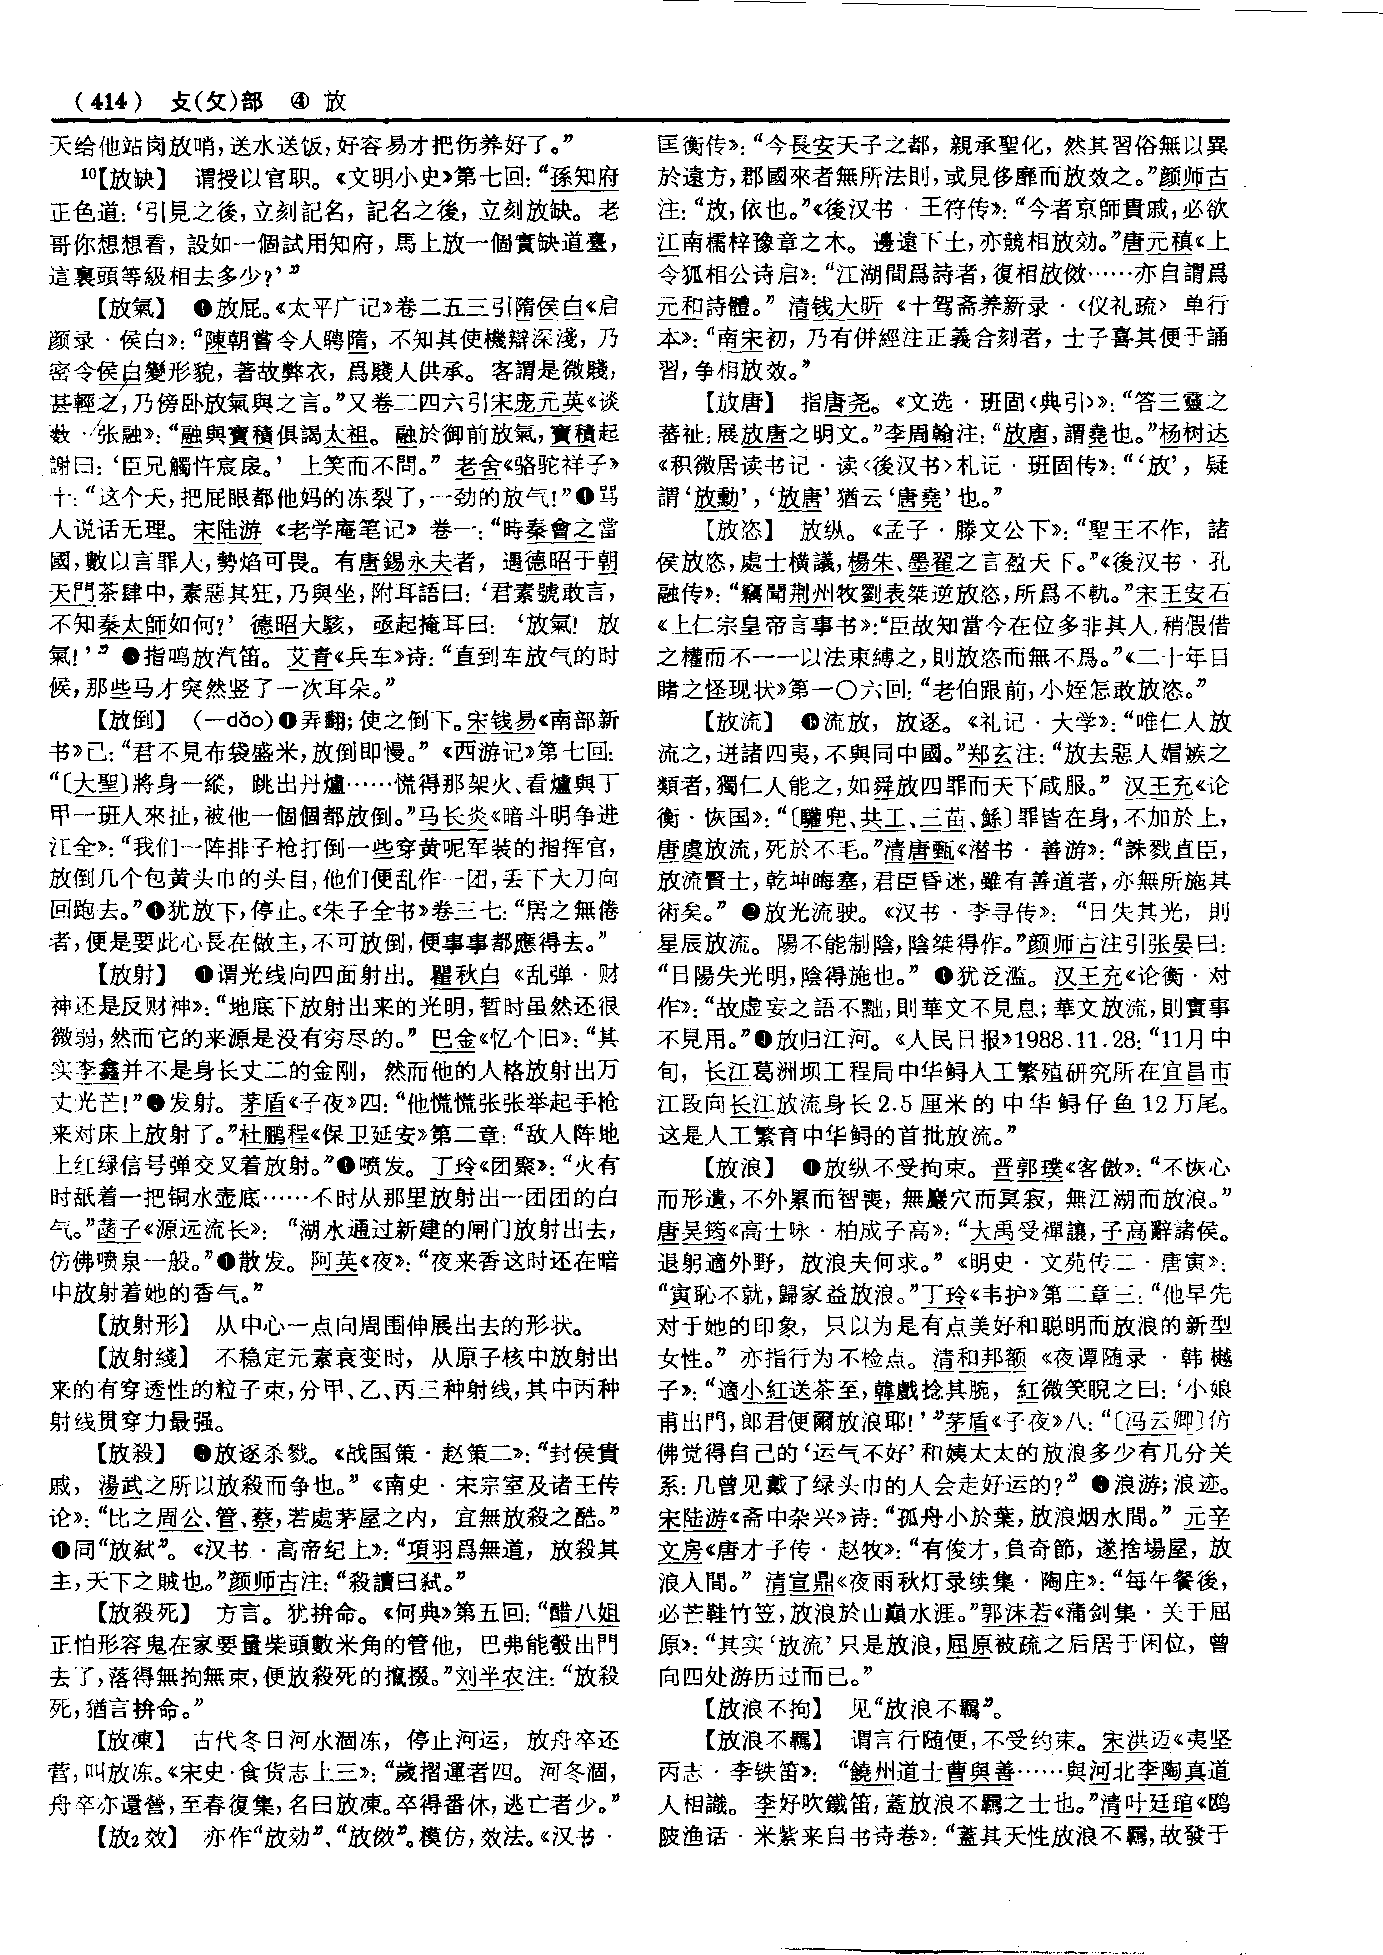 (414) 攴(攵)部 ④ 放
天给他站岗放哨,送水送饭,好容易才把伤养好了。”
10【放缺】 谓授以官职。《文明小史》第七回:“孫知府
正色道:‘引見之後,立刻記名,記名之後,立刻放缺。老
哥你想想看,設如一個試用知府,馬上放一個實缺道臺,
這裏頭等級相去多少?’”
【放氣】 ❶放屁。《太平广记》卷二五三引隋侯白《启
颜录·侯白》:“陳朝嘗令人聘隋,不知其使機辯深淺,乃
密令侯白變形貌,著故弊衣,爲賤人供承。客謂是微賤,
甚輕之,乃傍卧放氣與之言。”又卷二四六引宋庞元英《谈
薮·张融》:“融與寶積俱謁太祖。融於御前放氣,寶積起
謝曰:‘臣兄觸忤宸扆。’上笑而不問。”老舍《骆驼祥子》
十:“这个天,把屁眼都他妈的冻裂了,一劲的放气!”❷骂
人说话无理。宋陆游《老学庵笔记》卷一:“時秦會之當
國,數以言罪人,勢焰可畏。有唐錫永夫者,遇德昭于朝
天門茶肆中,素惡其狂,乃與坐,附耳語曰:‘君素號敢言,
不知秦太師如何?’德昭大駭,亟起掩耳曰:‘放氣!放
氣!’”❸指鸣放汽笛。艾青《兵车》诗:“直到车放气的时
候,那些马才突然竖了一次耳朵。”
【放倒】 (—dǎo)❶弄翻;使之倒下。宋钱易《南部新
书》己:“君不見布袋盛米,放倒即慢。”《西游记》第七回:
“〔大聖〕將身一縱,跳出丹爐……慌得那架火、看爐與丁
甲一班人來扯,被他一個個都放倒。”马长炎《暗斗明争进
江全》:“我们一阵排子枪打倒一些穿黄呢军装的指挥官,
放倒几个包黄头巾的头目,他们便乱作一团,丢下大刀向
回跑去。”❷犹放下,停止。《朱子全书》卷三七:“居之無倦
者,便是要此心長在做主,不可放倒,便事事都應得去。”
【放射】 ❶谓光线向四面射出。瞿秋白《乱弹·财
神还是反财神》:“地底下放射出来的光明,暂时虽然还很
微弱,然而它的来源是没有穷尽的。”巴金《忆个旧》:“其
实李鑫并不是身长丈二的金刚,然而他的人格放射出万
丈光芒!”❷发射。茅盾《子夜》四:“他慌慌张张举起手枪
来对床上放射了。”杜鹏程《保卫延安》第二章:“敌人阵地
上红绿信号弹交叉着放射。”❸喷发。丁玲《团聚》:“火有
时舐着一把铜水壶底……不时从那里放射出一团团的白
气。”菡子《源远流长》:“湖水通过新建的闸门放射出去,
仿佛喷泉一般。”❹散发。阿英《夜》:“夜来香这时还在暗
中放射着她的香气。”
【放射形】 从中心一点向周围伸展出去的形状。
【放射綫】 不稳定元素衰变时,从原子核中放射出
来的有穿透性的粒子束,分甲、乙、丙三种射线,其中丙种
射线贯穿力最强。
【放殺】 ❶放逐杀戮。《战国策·赵第二》:“封侯貴
戚,湯武之所以放殺而争也。”《南史·宋宗室及诸王传
论》:“比之周公、管、蔡,若處茅屋之内,宜無放殺之酷。”
❷同“放弑”。《汉书·高帝纪上》:“項羽爲無道,放殺其
主,天下之賊也。”颜师古注:“殺讀曰弑。”
【放殺死】 方言。犹拚命。《何典》第五回:“醋八姐
正怕形容鬼在家要量柴頭數米角的管他,巴弗能彀出門
去了,落得無拘無束,便放殺死的攛掇。”刘半农注:“放殺
死,猶言拚命。”
【放凍】 古代冬日河水涸冻,停止河运,放舟卒还
营,叫放冻。《宋史·食货志上三》:“歲摺運者四。河冬涸,
舟卒亦還營,至春復集,名曰放凍。卒得番休,逃亡者少。”
【放2效】 亦作“放効”、“放傚”。模仿,效法。《汉书·
匡衡传》:“今長安天子之都,親承聖化,然其習俗無以異
於遠方,郡國來者無所法則,或見侈靡而放效之。”颜师古
注:“放,依也。”《後汉书·王符传》:“今者京師貴戚,必欲
江南檽梓豫章之木。邊遠下土,亦競相放効。”唐元稹《上
令狐相公诗启》:“江湖間爲詩者,復相放傚……亦自謂爲
元和詩體。”清钱大昕《十驾斋养新录·〈仪礼疏〉单行
本》:“南宋初,乃有併經注正義合刻者,士子喜其便于誦
習,争相放效。”
【放唐】 指唐尧。《文选·班固〈典引〉》:“答三靈之
蕃祉,展放唐之明文。”李周翰注:“放唐,謂堯也。”杨树达
《积微居读书记·读〈後汉书〉札记·班固传》:“‘放’,疑
謂‘放勳’,‘放唐’猶云‘唐堯’也。”
【放恣】 放纵。《孟子·滕文公下》:“聖王不作,諸
侯放恣,處士横議,楊朱、墨翟之言盈天下。”《後汉书·孔
融传》:“竊聞荆州牧劉表桀逆放恣,所爲不軌。”宋王安石
《上仁宗皇帝言事书》:“臣故知當今在位多非其人,稍假借
之權而不一一以法束縛之,則放恣而無不爲。”《二十年目
睹之怪现状》第一〇六回:“老伯跟前,小姪怎敢放恣。”
【放流】 ❶流放,放逐。《礼记·大学》:“唯仁人放
流之,迸諸四夷,不與同中國。”郑玄注:“放去惡人媢嫉之
類者,獨仁人能之,如舜放四罪而天下咸服。”汉王充《论
衡·恢国》:“〔驩兜、共工、三苗、鯀〕罪皆在身,不加於上,
唐虞放流,死於不毛。”清唐甄《潜书·善游》:“誅戮直臣,
放流賢士,乾坤晦塞,君臣昏迷,雖有善道者,亦無所施其
術矣。”❷放光流驶。《汉书·李寻传》:“日失其光,則
星辰放流。陽不能制陰,陰桀得作。”颜师古注引张晏曰:
“日陽失光明,陰得施也。”❸犹泛滥。汉王充《论衡·对
作》:“故虚妄之語不黜,則華文不見息;華文放流,則實事
不見用。”❹放归江河。《人民日报》1988.11.28:“11月中
旬,长江葛洲坝工程局中华鲟人工繁殖研究所在宜昌市
江段向长江放流身长2.5厘米的中华鲟仔鱼12万尾。
这是人工繁育中华鲟的首批放流。”
【放浪】 ❶放纵不受拘束。晋郭璞《客傲》:“不恢心
而形遺,不外累而智喪,無巖穴而冥寂,無江湖而放浪。”
唐吴筠《高士咏·柏成子高》:“大禹受禪讓,子高辭諸侯。
退躬適外野,放浪夫何求。”《明史·文苑传二·唐寅》:
“寅恥不就,歸家益放浪。”丁玲《韦护》第二章三:“他早先
对于她的印象,只以为是有点美好和聪明而放浪的新型
女性。”亦指行为不检点。清和邦额《夜谭随录·韩樾
子》:“適小紅送茶至,韓戲捻其腕,紅微笑睨之曰:‘小娘
甫出門,郎君便爾放浪耶!’”茅盾《子夜》八:“〔冯云卿〕仿
佛觉得自己的‘运气不好’和姨太太的放浪多少有几分关
系:几曾见戴了绿头巾的人会走好运的?”❷浪游;浪迹。
宋陆游《斋中杂兴》诗:“孤舟小於葉,放浪烟水間。”元辛
文房《唐才子传·赵牧》:“有俊才,負奇節,遂捨場屋,放
浪人間。”清宣鼎《夜雨秋灯录续集·陶庄》:“每午餐後,
必芒鞋竹笠,放浪於山巔水涯。”郭沫若《蒲剑集·关于屈
原》:“其实‘放流’只是放浪,屈原被疏之后居于闲位,曾
向四处游历过而已。”
【放浪不拘】 见“放浪不羈”。
【放浪不羈】 谓言行随便,不受约束。宋洪迈《夷坚
丙志·李铁笛》:“饒州道士曹與善……與河北李陶真道
人相識。李好吹鐵笛,蓋放浪不羈之士也。”清叶廷琯《鸥
陂渔话·米紫来自书诗卷》:“蓋其天性放浪不羈,故發于